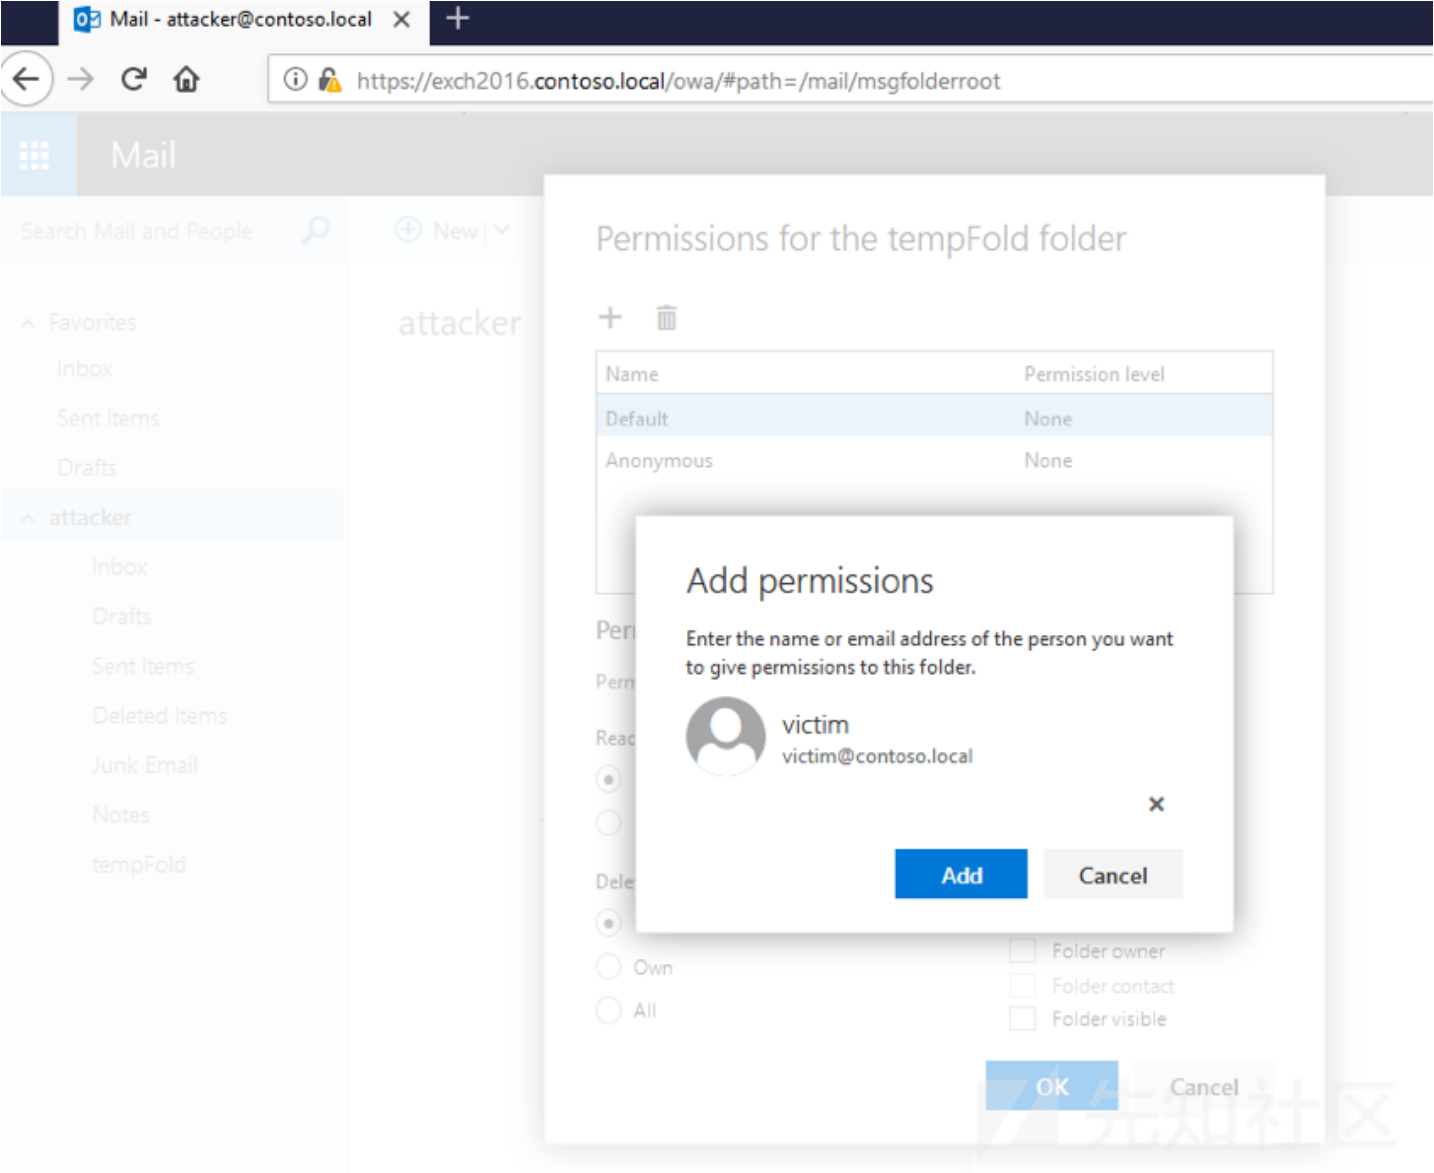 Mail - attacker@contoso.local
https://exch2016.contoso.local/owa/#path=/mail/msgfolderroot
Mail
Search Mail and People
New
Favorites
Inbox
Sent Items
Drafts
attacker
Inbox
Drafts
Sent Items
Deleted Items
Junk Email
Notes
tempFold
attacker
Permissions for the tempFold folder
Name Permission level
Default None
Anonymous None
Add permissions
Enter the name or email address of the person you want
to give permissions to this folder.
victim
victim@contoso.local
Add Cancel
Own
All
Folder owner
Folder contact
Folder visible
OK Cancel
先知社区